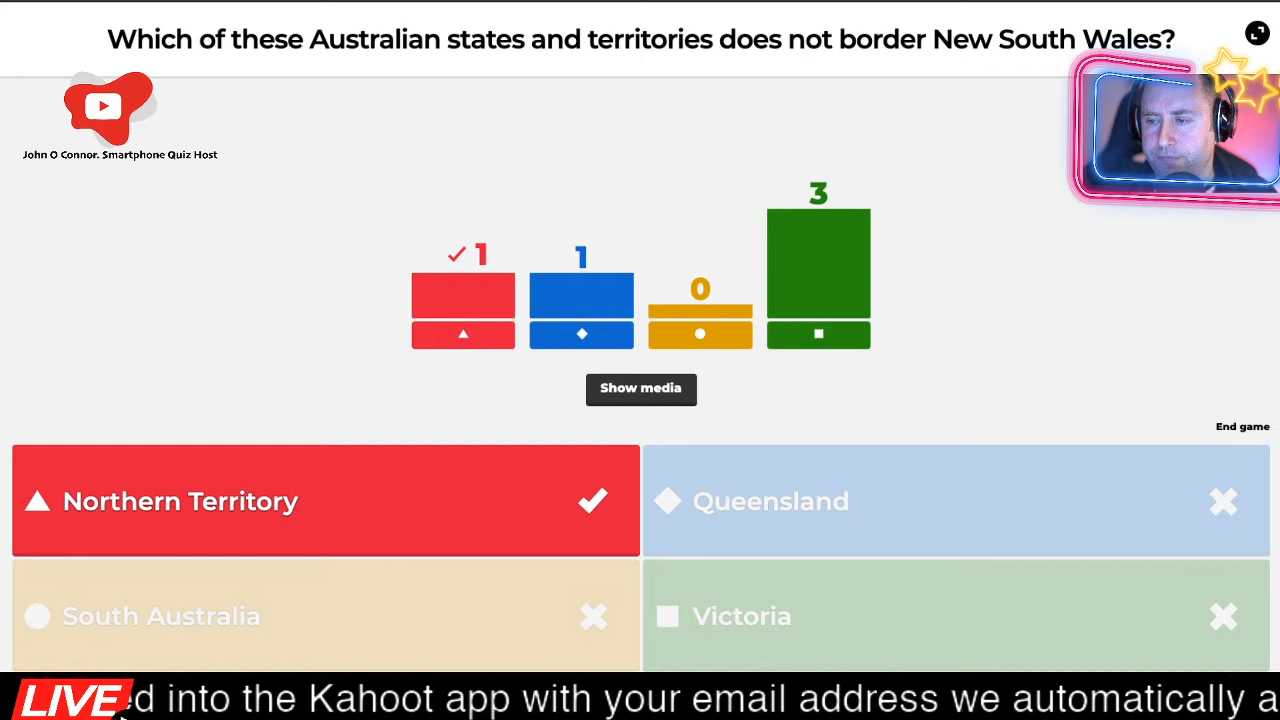 Which of these Australian states and territories does not border New South Wales?
John O Connor. Smartphone Quiz Host
1
1
0
3
Show media
End game
Northern Territory
Queensland
South Australia
Victoria
LIVE
ed into the Kahoot app with your email address we automatically a